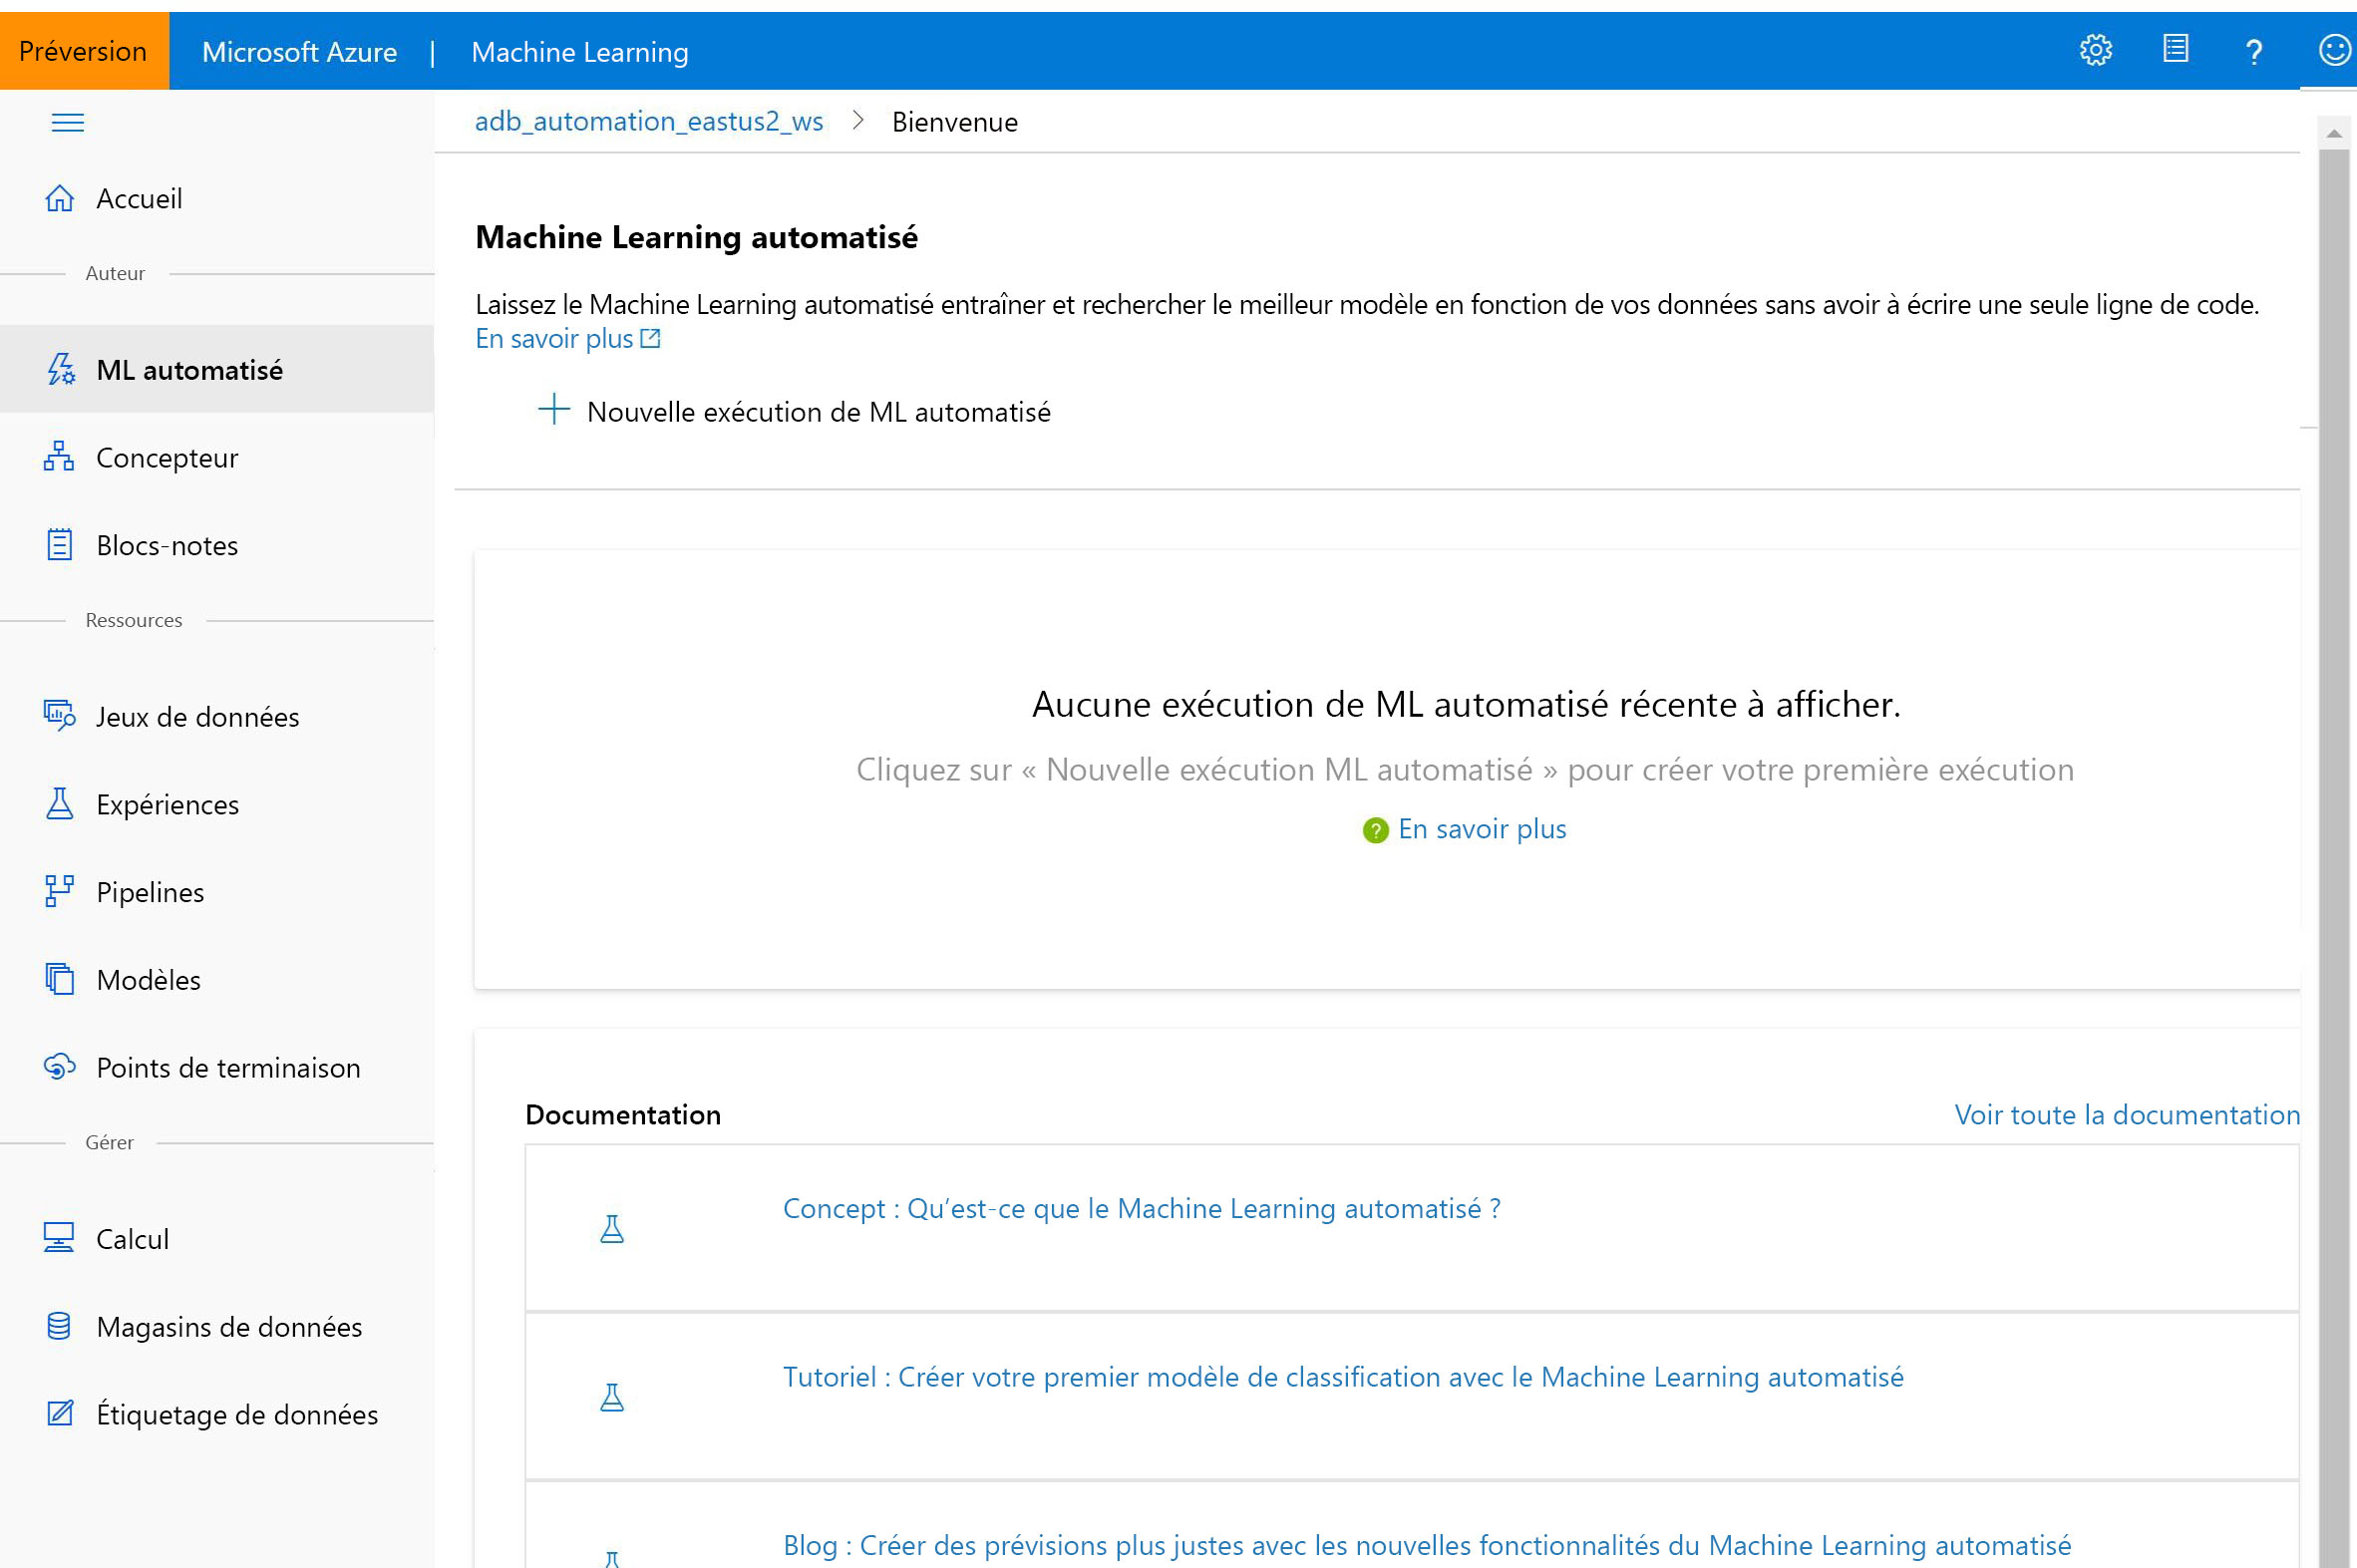 Préversion
Microsoft Azure | Machine Learning
?
adb_automation_eastus2_ws > Bienvenue
Accueil
Auteur
ML automatisé
Concepteur
Blocs-notes
Ressources
Jeux de données
Expériences
Pipelines
Modèles
Points de terminaison
Gérer
Calcul
Magasins de données
Étiquetage de données
Machine Learning automatisé
Laissez le Machine Learning automatisé entraîner et rechercher le meilleur modèle en fonction de vos données sans avoir à écrire une seule ligne de code.
En savoir plus
Nouvelle exécution de ML automatisé
Aucune exécution de ML automatisé récente à afficher.
Cliquez sur « Nouvelle exécution ML automatisé » pour créer votre première exécution
? En savoir plus
Documentation
Voir toute la documentation
Concept : Qu’est-ce que le Machine Learning automatisé ?
Tutoriel : Créer votre premier modèle de classification avec le Machine Learning automatisé
Blog : Créer des prévisions plus justes avec les nouvelles fonctionnalités du Machine Learning automatisé